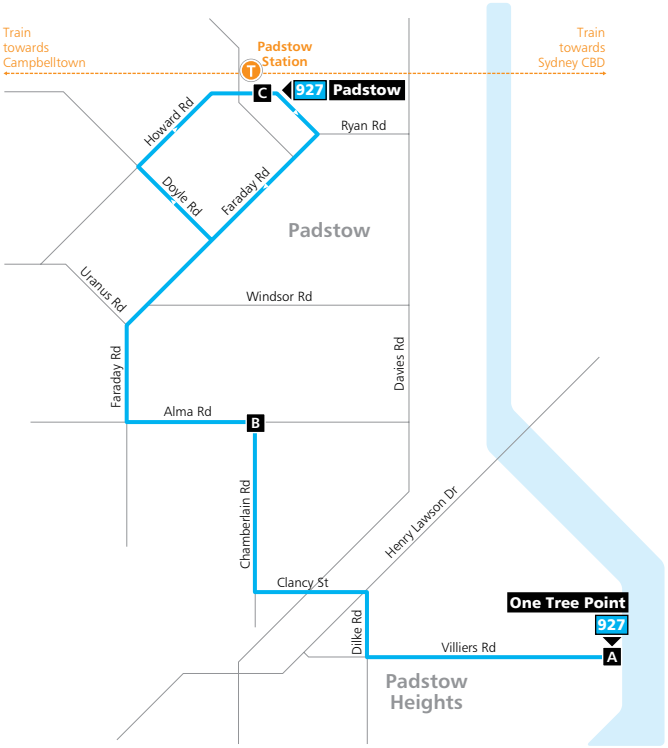 Train
towards
Campbelltown
Padstow
Station
T
Train
towards
Sydney CBD
C
927 Padstow
Howard Rd
Ryan Rd
Doyle Rd
Faraday Rd
Padstow
Uranus Rd
Windsor Rd
Faraday Rd
Davies Rd
Alma Rd
B
Chamberlain Rd
Henry Lawson Dr
Clancy St
One Tree Point
927
Dilke Rd
Villiers Rd
A
Padstow
Heights